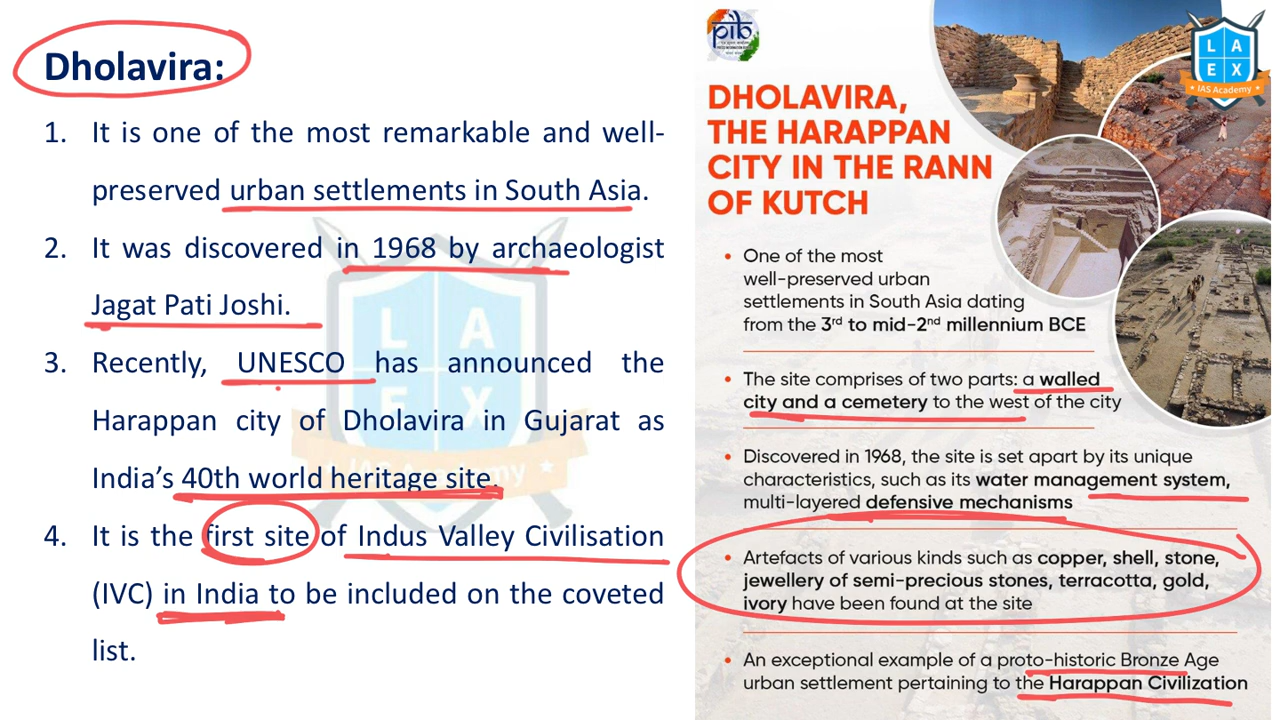 Dholavira:
1. It is one of the most remarkable and well-
preserved urban settlements in South Asia.
2. It was discovered in 1968 by archaeologist
Jagat Pati Joshi.
3. Recently, UNESCO has announced the
Harappan city of Dholavira in Gujarat as
India's 40th world heritage site.
4. It is the first site of Indus Valley Civilisation
(IVC) in India to be included on the coveted
list.
L A
E X
IAS Academy
pib
DHOLAVIRA,
THE HARAPPAN
CITY IN THE RANN
OF KUTCH
• One of the most
well-preserved urban
settlements in South Asia dating
from the 3rd to mid-2nd millennium BCE
• The site comprises of two parts: a walled
city and a cemetery to the west of the city
• Discovered in 1968, the site is set apart by its unique
characteristics, such as its water management system,
multi-layered defensive mechanisms
• Artefacts of various kinds such as copper, shell, stone,
jewellery of semi-precious stones, terracotta, gold,
ivory have been found at the site
• An exceptional example of a proto-historic Bronze Age
urban settlement pertaining to the Harappan Civilization
L A
E X
IAS Academy